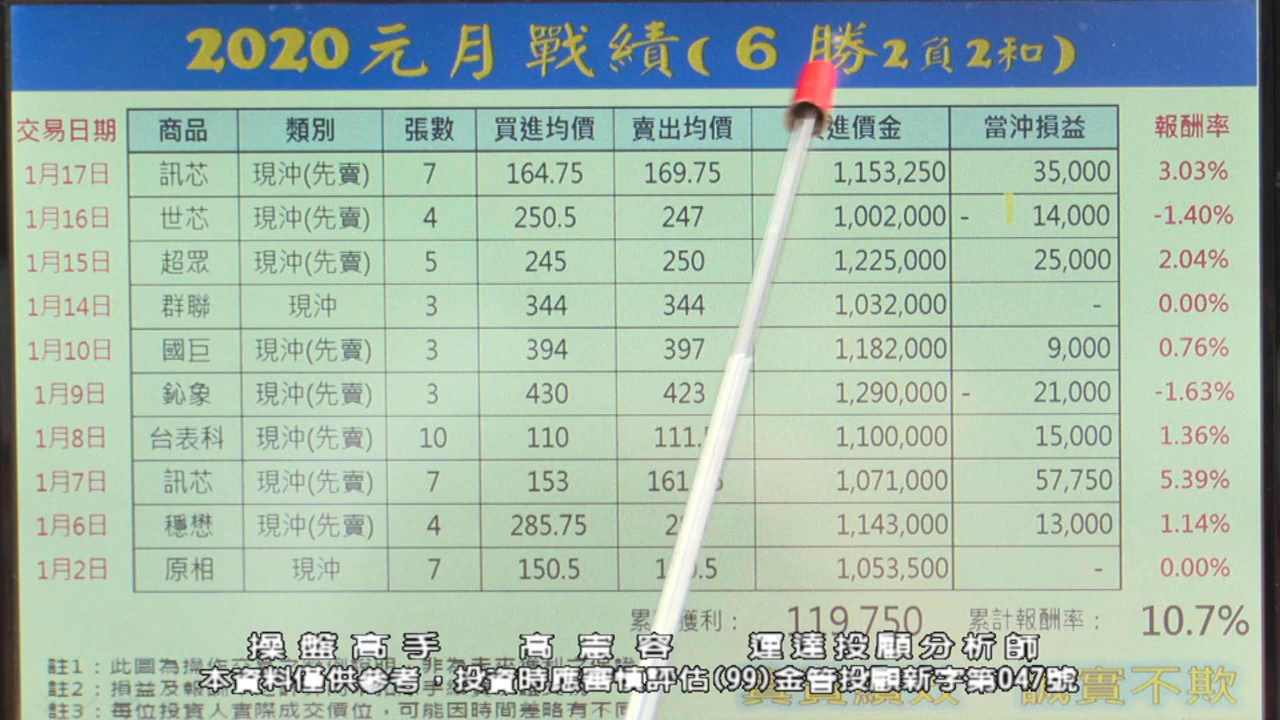 2020元月戰績(6勝2負2和)
交易日期 商品 類別 張數 買進均價 賣出均價 進價金 當沖損益 報酬率
1月17日 訊芯 現沖(先賣) 7 164.75 169.75 1,153,250 35,000 3.03%
1月16日 世芯 現沖(先賣) 4 250.5 247 1,002,000 - 14,000 -1.40%
1月15日 超眾 現沖(先賣) 5 245 250 1,225,000 25,000 2.04%
1月14日 群聯 現沖 3 344 344 1,032,000 - 0.00%
1月10日 國巨 現沖(先賣) 3 394 397 1,182,000 9,000 0.76%
1月9日 鈊象 現沖(先賣) 3 430 423 1,290,000 - 21,000 -1.63%
1月8日 台表科 現沖(先賣) 10 110 1,100,000 15,000 1.36%
1月7日 訊芯 現沖(先賣) 7 153 1,071,000 57,750 5.39%
1月6日 穩懋 現沖(先賣) 4 285.75 1,143,000 13,000 1.14%
1月2日 原相 現沖 7 150.5 1,053,500 - 0.00%
獲利: 119,750 累計報酬率: 10.7%
操盤高手 高憲容 運達投顧分析師
註1:此圖為操作
本資料僅供參考,投資時應審慎評估(99)金管投顧新字第047號
註2:損益及報
誠實不欺
註3:每位投資人實際成交價位,可能因時間差略有不同